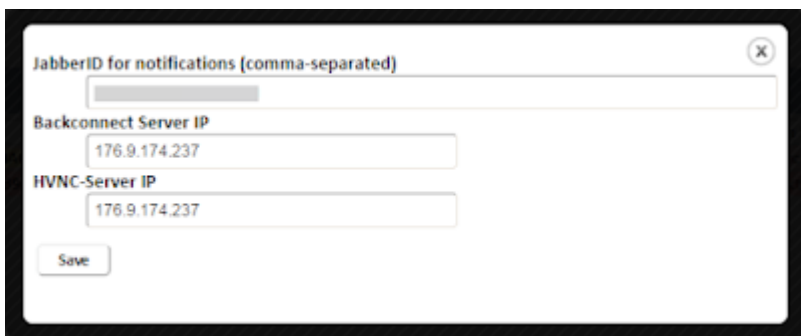 X
JabberID for notifications (comma-separated)
Backconnect Server IP
176.9.174.237
HVNC-Server IP
176.9.174.237
Save